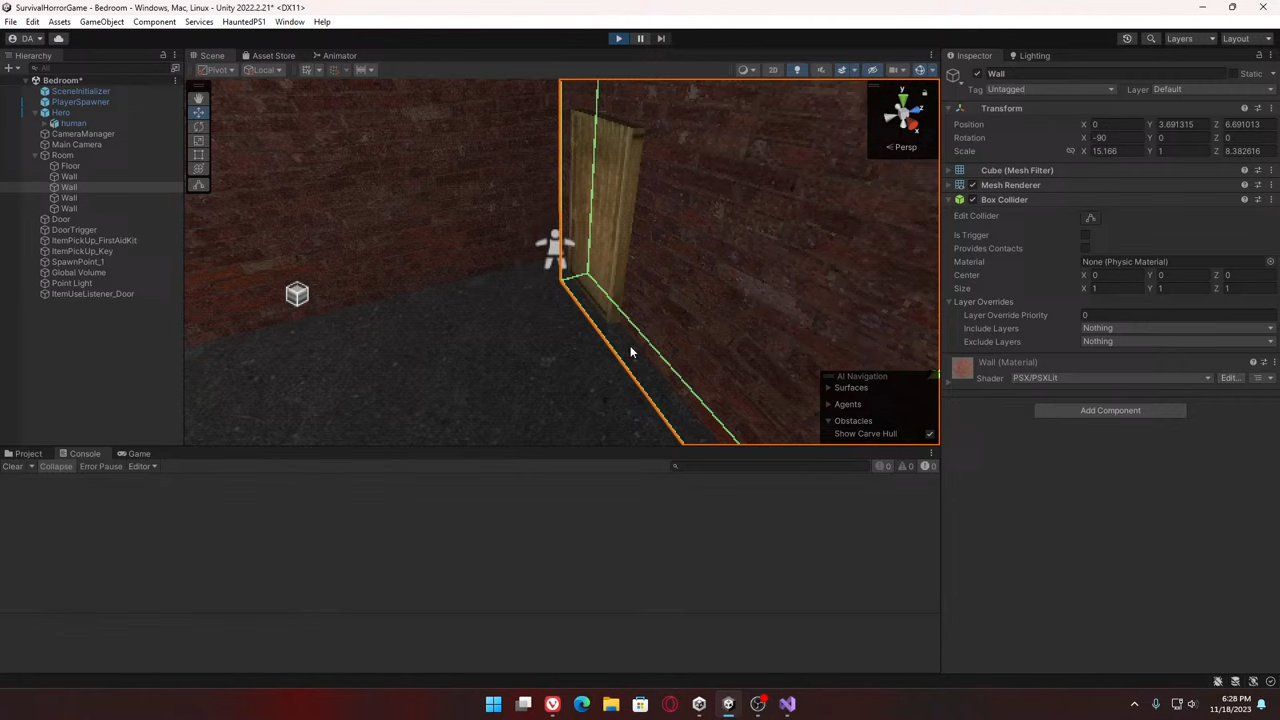 SurvivalHorrorGame - Bedroom - Windows, Mac, Linux - Unity 2022.2.21* <DX11>
File Edit Assets GameObject Component Services HauntedPS1 Window Help
DA Layers Layout
Hierarchy
All
Bedroom*
SceneInitializer
PlayerSpawner
Hero
human
CameraManager
Main Camera
Room
Floor
Wall
Wall
Wall
Wall
Door
DoorTrigger
ItemPickUp_FirstAidKit
ItemPickUp_Key
SpawnPoint_1
Global Volume
Point Light
ItemUseListener_Door
Scene Asset Store Animator
Pivot Local 2D
y
z
x
Persp
AI Navigation
Surfaces
Agents
Obstacles
Show Carve Hull
Inspector Lighting
Wall Static
Tag Untagged Layer Default
Transform
Position X 0 Y 3.691315 Z 6.691013
Rotation X -90 Y 0 Z 0
Scale X 15.166 Y 1 Z 8.382616
Cube (Mesh Filter)
Mesh Renderer
Box Collider
Edit Collider
Is Trigger
Provides Contacts
Material None (Physic Material)
Center X 0 Y 0 Z 0
Size X 1 Y 1 Z 1
Layer Overrides
Layer Override Priority 0
Include Layers Nothing
Exclude Layers Nothing
Wall (Material)
Shader PSX/PSXLit Edit...
Add Component
Project Console Game
Clear Collapse Error Pause Editor 0 0 0
6:28 PM
11/18/2023